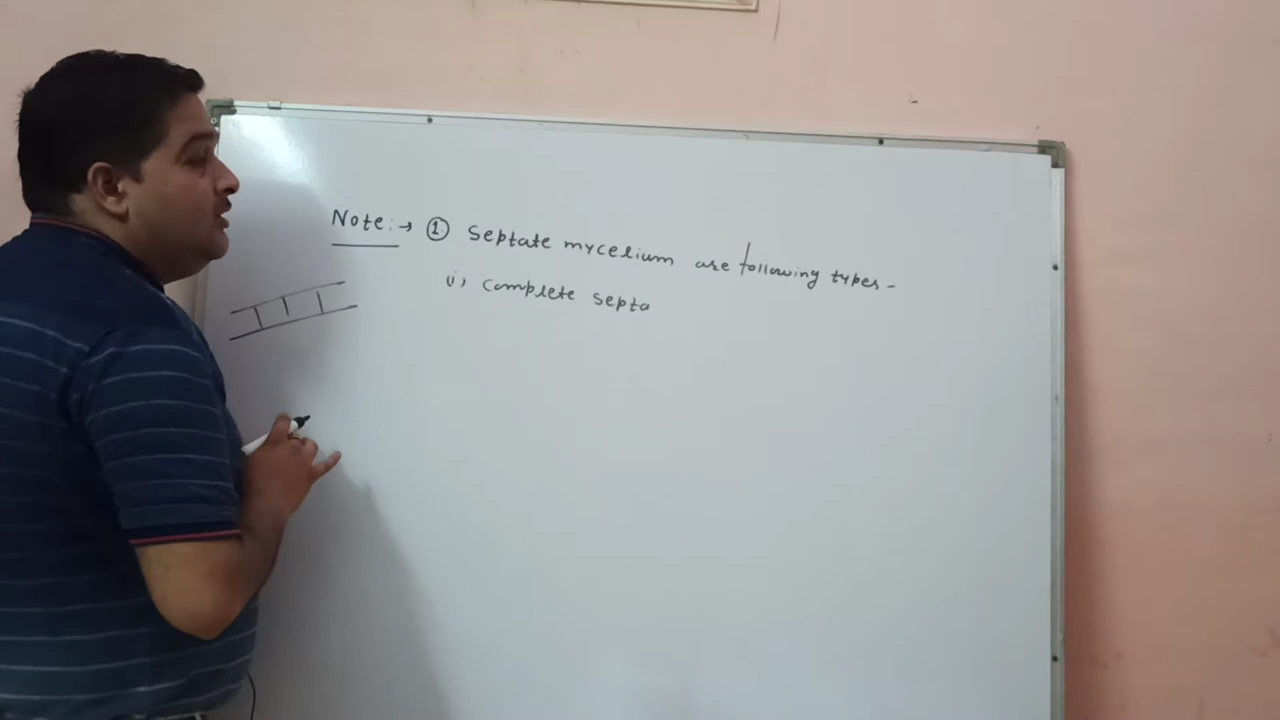 Note:→ ① Septate mycelium are following types -
(i) Complete Septa